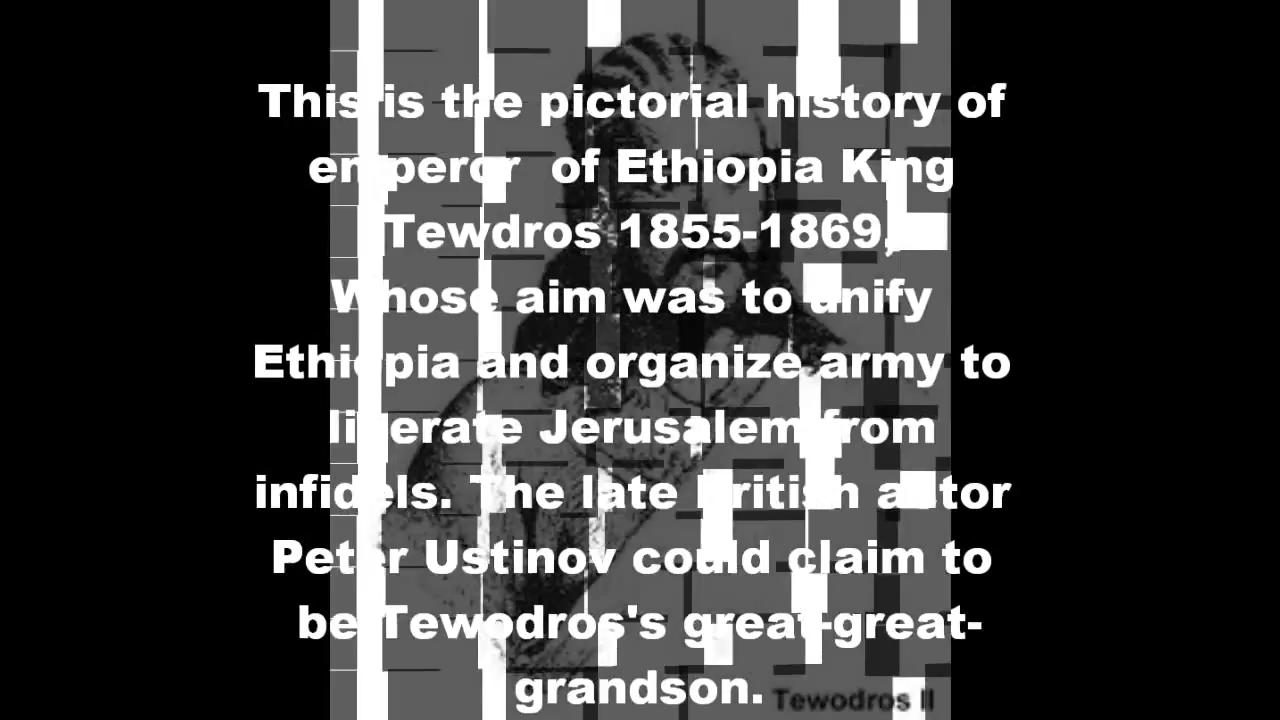 This is the pictorial history of
emperor of Ethiopia King
Tewdros 1855-1869,
Whose aim was to unify
Ethiopia and organize army to
liberate Jerusalem from
infidels. The late British actor
Peter Ustinov could claim to
be Tewodros's great-great-
grandson.
Tewodros II